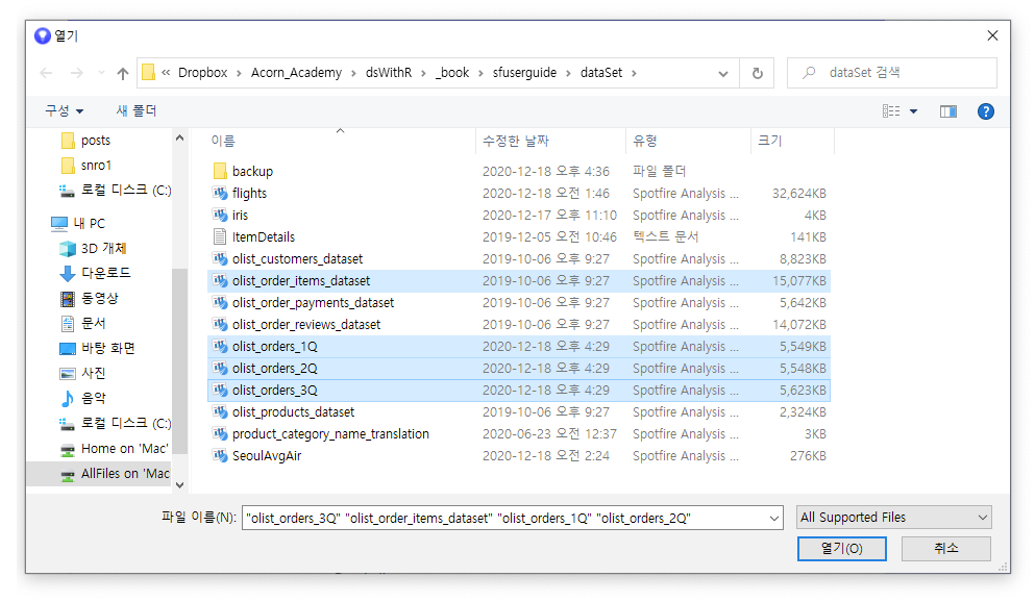 열기
« Dropbox › Acorn_Academy › dsWithR › _book › sfuserguide › dataSet ›
dataSet 검색
구성
새 폴더
posts
snro1
로컬 디스크 (C:)
내 PC
3D 개체
다운로드
동영상
문서
바탕 화면
사진
음악
로컬 디스크 (C:)
Home on 'Mac'
AllFiles on 'Mac
이름 수정한 날짜 유형 크기
backup 2020-12-18 오후 4:36 파일 폴더
flights 2020-12-18 오전 1:46 Spotfire Analysis ... 32,624KB
iris 2020-12-17 오후 11:10 Spotfire Analysis ... 4KB
ItemDetails 2019-12-05 오전 10:46 텍스트 문서 141KB
olist_customers_dataset 2019-10-06 오후 9:27 Spotfire Analysis ... 8,823KB
olist_order_items_dataset 2019-10-06 오후 9:27 Spotfire Analysis ... 15,077KB
olist_order_payments_dataset 2019-10-06 오후 9:27 Spotfire Analysis ... 5,642KB
olist_order_reviews_dataset 2019-10-06 오후 9:27 Spotfire Analysis ... 14,072KB
olist_orders_1Q 2020-12-18 오후 4:29 Spotfire Analysis ... 5,549KB
olist_orders_2Q 2020-12-18 오후 4:29 Spotfire Analysis ... 5,548KB
olist_orders_3Q 2020-12-18 오후 4:29 Spotfire Analysis ... 5,623KB
olist_products_dataset 2019-10-06 오후 9:27 Spotfire Analysis ... 2,324KB
product_category_name_translation 2020-06-23 오전 12:37 Spotfire Analysis ... 3KB
SeoulAvgAir 2020-12-18 오전 2:24 Spotfire Analysis ... 276KB
파일 이름(N): "olist_orders_3Q" "olist_order_items_dataset" "olist_orders_1Q" "olist_orders_2Q"
All Supported Files
열기(O)
취소